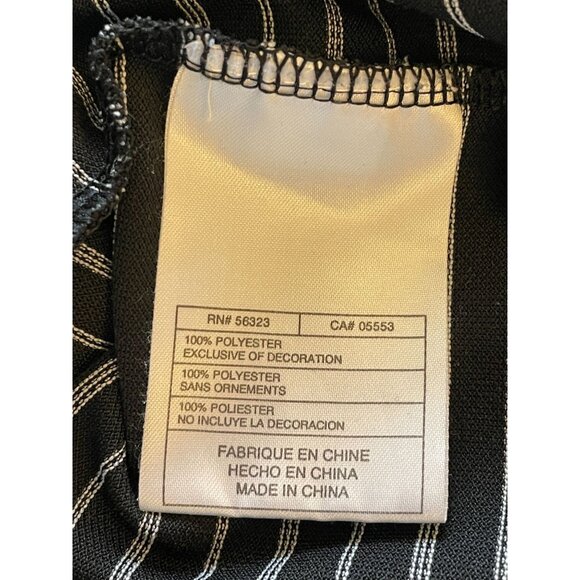 RN# 56323 CA# 05553
100% POLYESTER
EXCLUSIVE OF DECORATION
100% POLYESTER
SANS ORNEMENTS
100% POLIESTER
NO INCLUYE LA DECORACION
FABRIQUE EN CHINE
HECHO EN CHINA
MADE IN CHINA